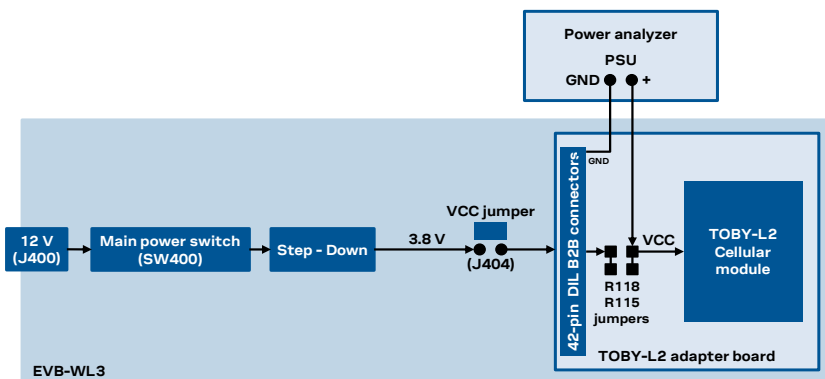 Power analyzer
PSU
GND
+
42-pin DIL B2B connectors
GND
VCC jumper
12 V
(J400)
Main power switch
(SW400)
Step - Down
3.8 V
(J404)
VCC
TOBY-L2
Cellular
module
R118
R115
jumpers
TOBY-L2 adapter board
EVB-WL3